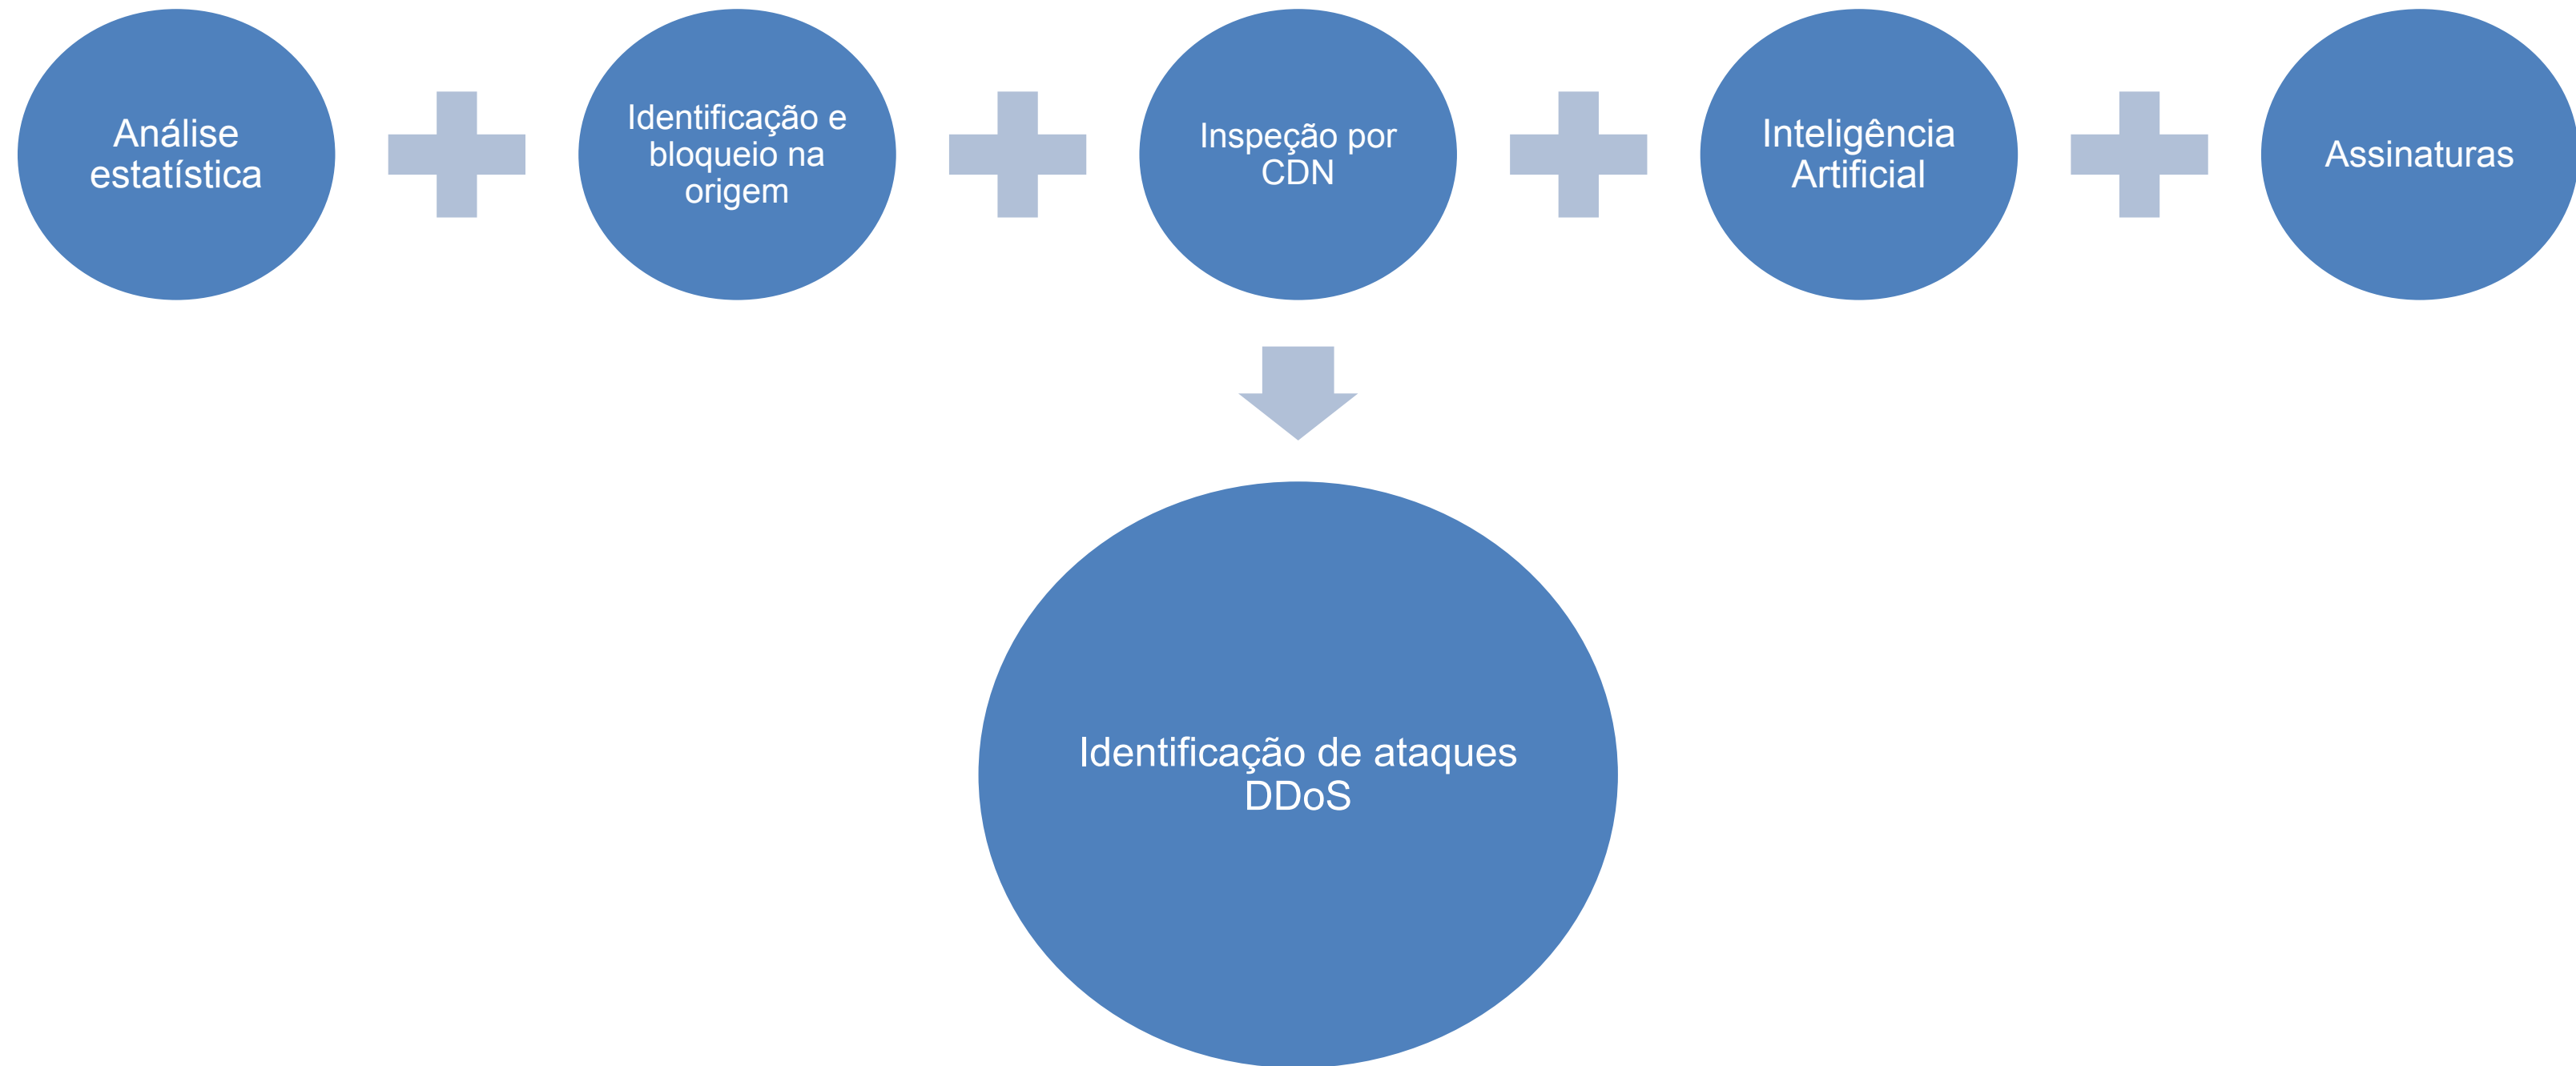 Análise
estatística
Identificação e
bloqueio na
origem
Inspeção por
CDN
Inteligência
Artificial
Assinaturas
Identificação de ataques
DDoS